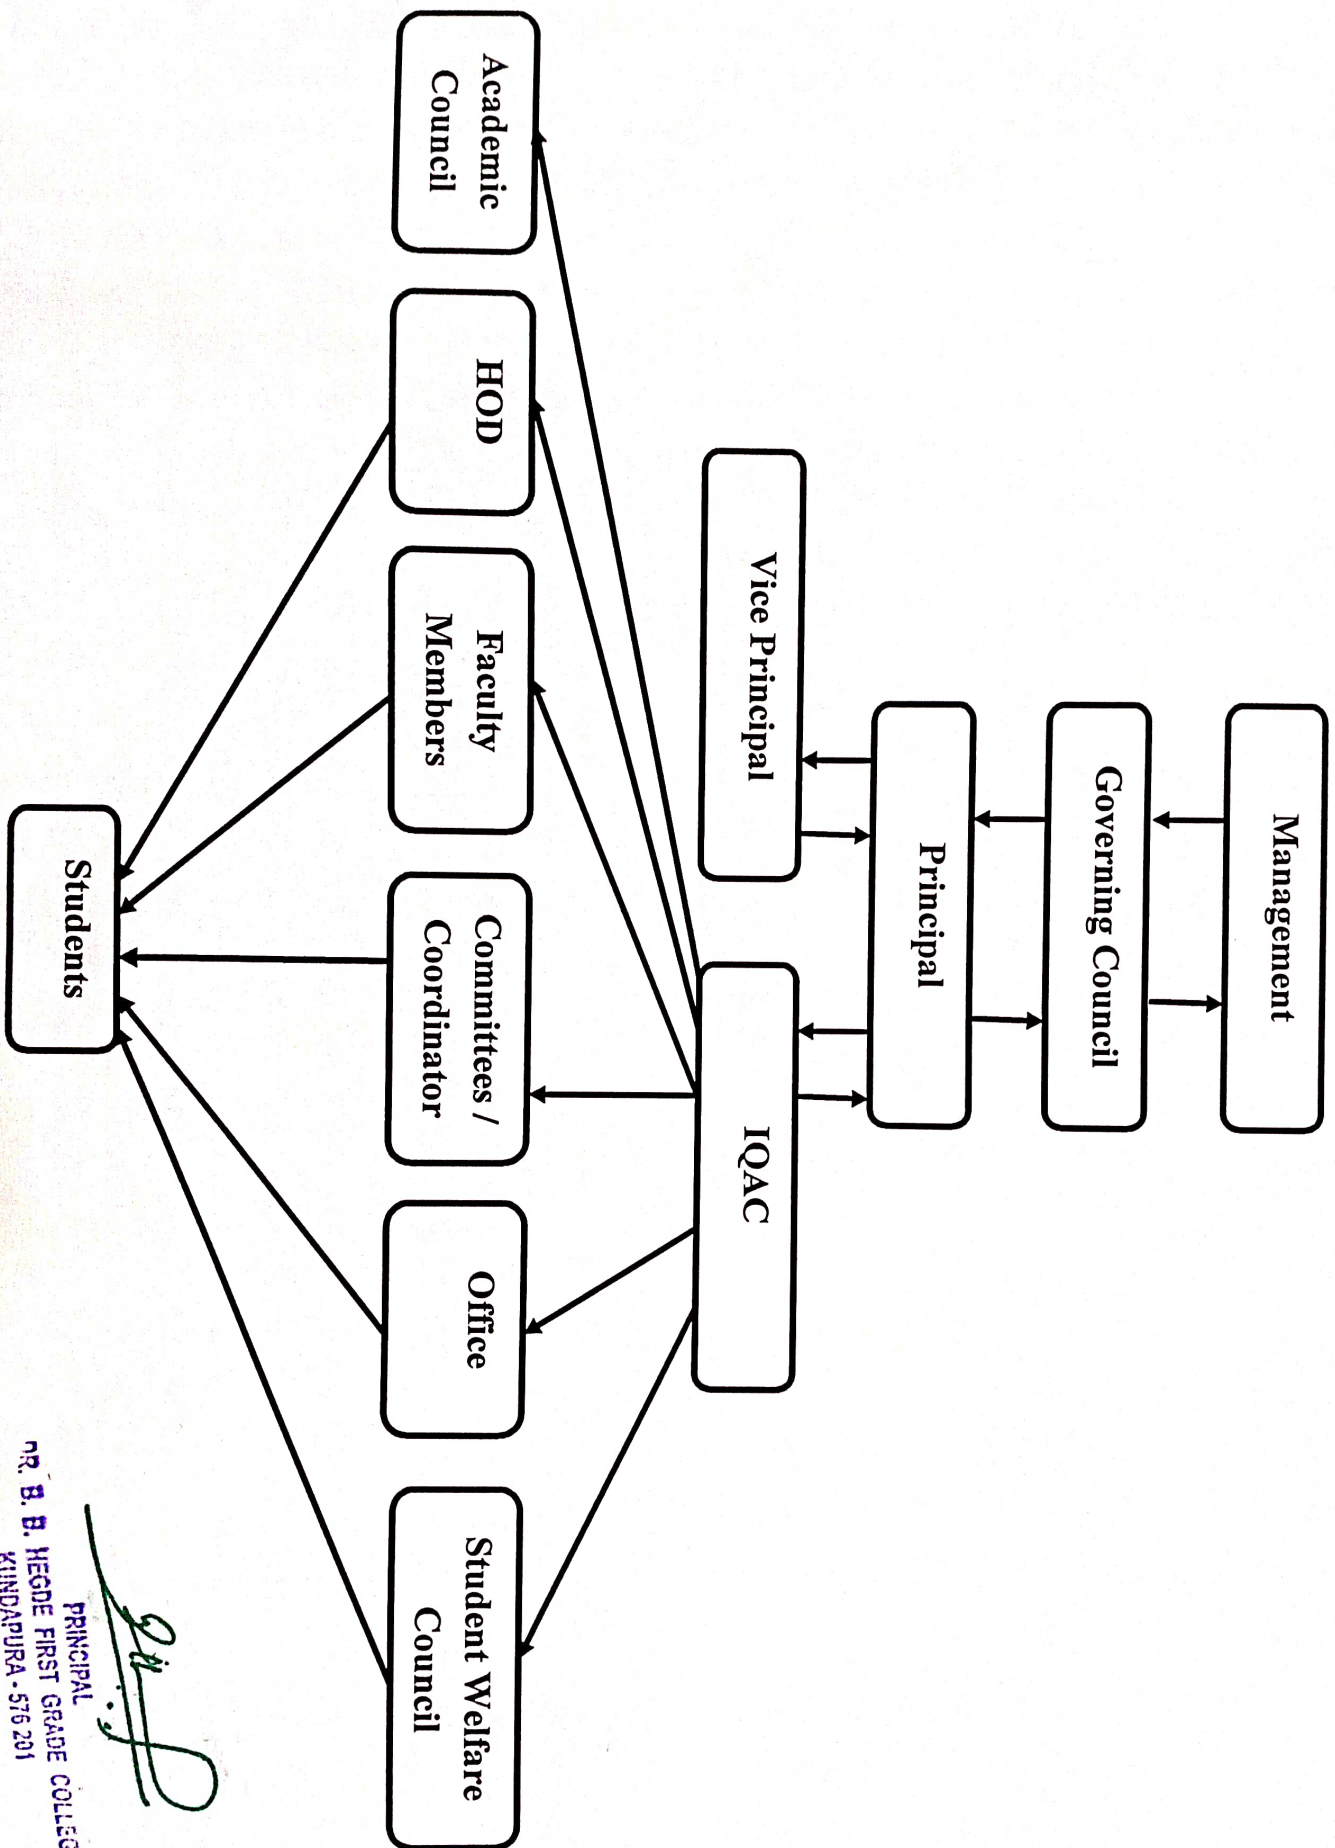 Management
Governing Council
Principal
Vice Principal
IQAC
Academic
Council
HOD
Faculty
Members
Committees /
Coordinator
Office
Student Welfare
Council
Students
PRINCIPAL
DR. B. B. HEGDE FIRST GRADE COLLEG
KUNDAPURA - 576 201